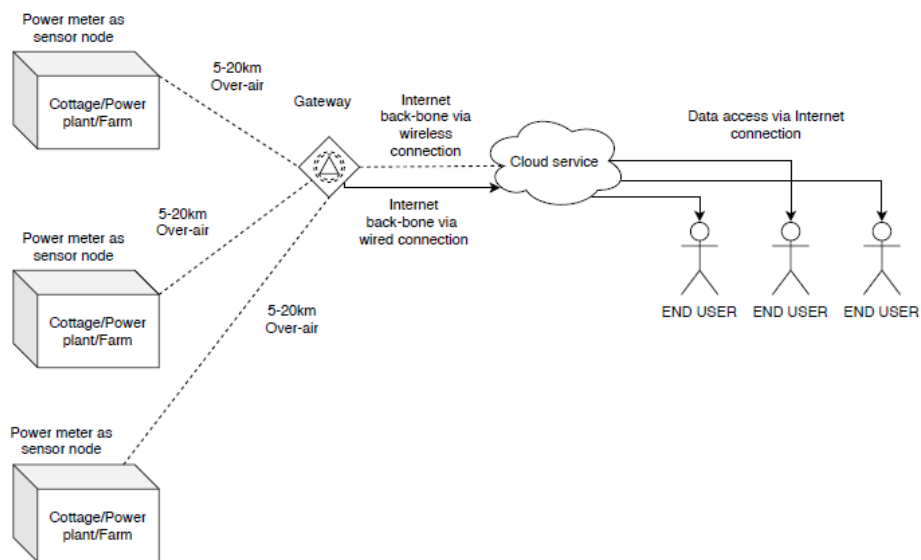 Power meter as
sensor node
Cottage/Power
plant/Farm
5-20km
Over-air
Gateway
Internet
back-bone via
wireless
connection
Cloud service
Data access via Internet
connection
Internet
back-bone via
wired connection
5-20km
Over-air
Power meter as
sensor node
Cottage/Power
plant/Farm
END USER
END USER
END USER
5-20km
Over-air
Power meter as
sensor node
Cottage/Power
plant/Farm